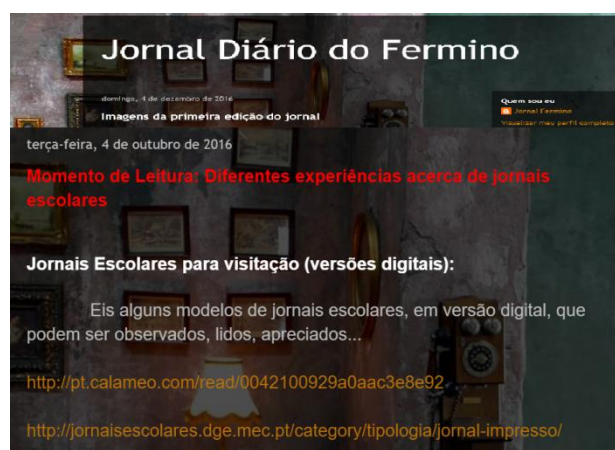 Jornal Diário do Fermino
domingo, 4 de dezembro de 2016
Imagens da primeira edição do jornal
Quem sou eu
Jornal Fermino
Visualizar meu perfil completo
terça-feira, 4 de outubro de 2016
Momento de Leitura: Diferentes experiências acerca de jornais
escolares
Jornais Escolares para visitação (versões digitais):
Eis alguns modelos de jornais escolares, em versão digital, que
podem ser observados, lidos, apreciados...
http://pt.calameo.com/read/0042100929a0aac3e8e92
http://jornaisescolares.dge.mec.pt/category/tipologia/jornal-impresso/